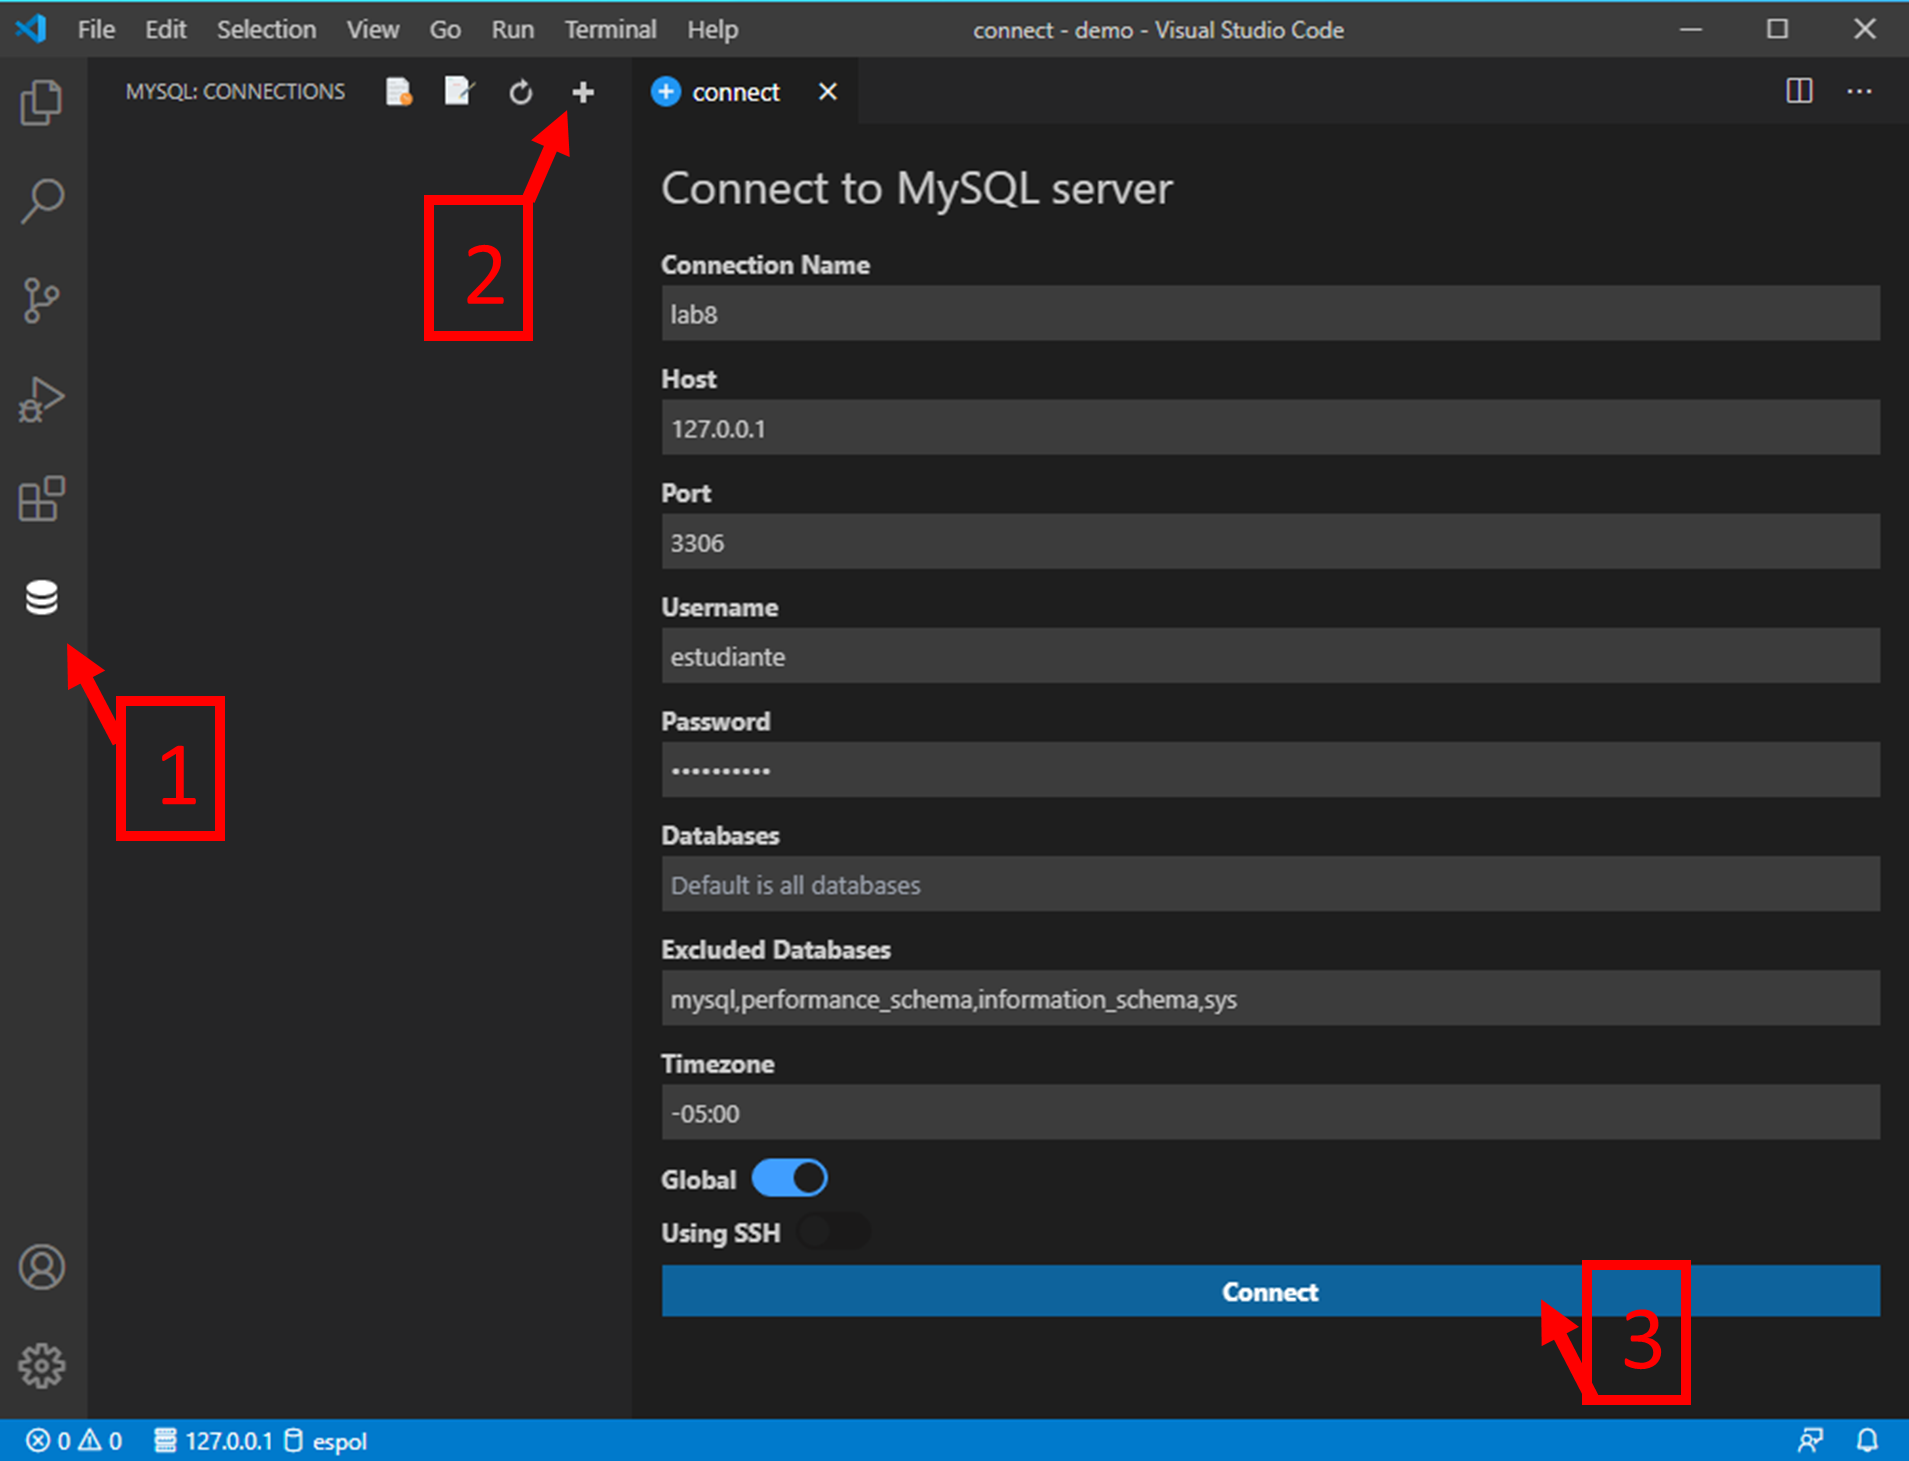 File Edit Selection View Go Run Terminal Help connect - demo - Visual Studio Code
MYSQL: CONNECTIONS
connect
2
Connect to MySQL server
Connection Name
lab8
Host
127.0.0.1
Port
3306
Username
estudiante
1
Password
••••••••••
Databases
Default is all databases
Excluded Databases
mysql,performance_schema,information_schema,sys
Timezone
-05:00
Global
Using SSH
Connect
3
0 0 127.0.0.1 espol